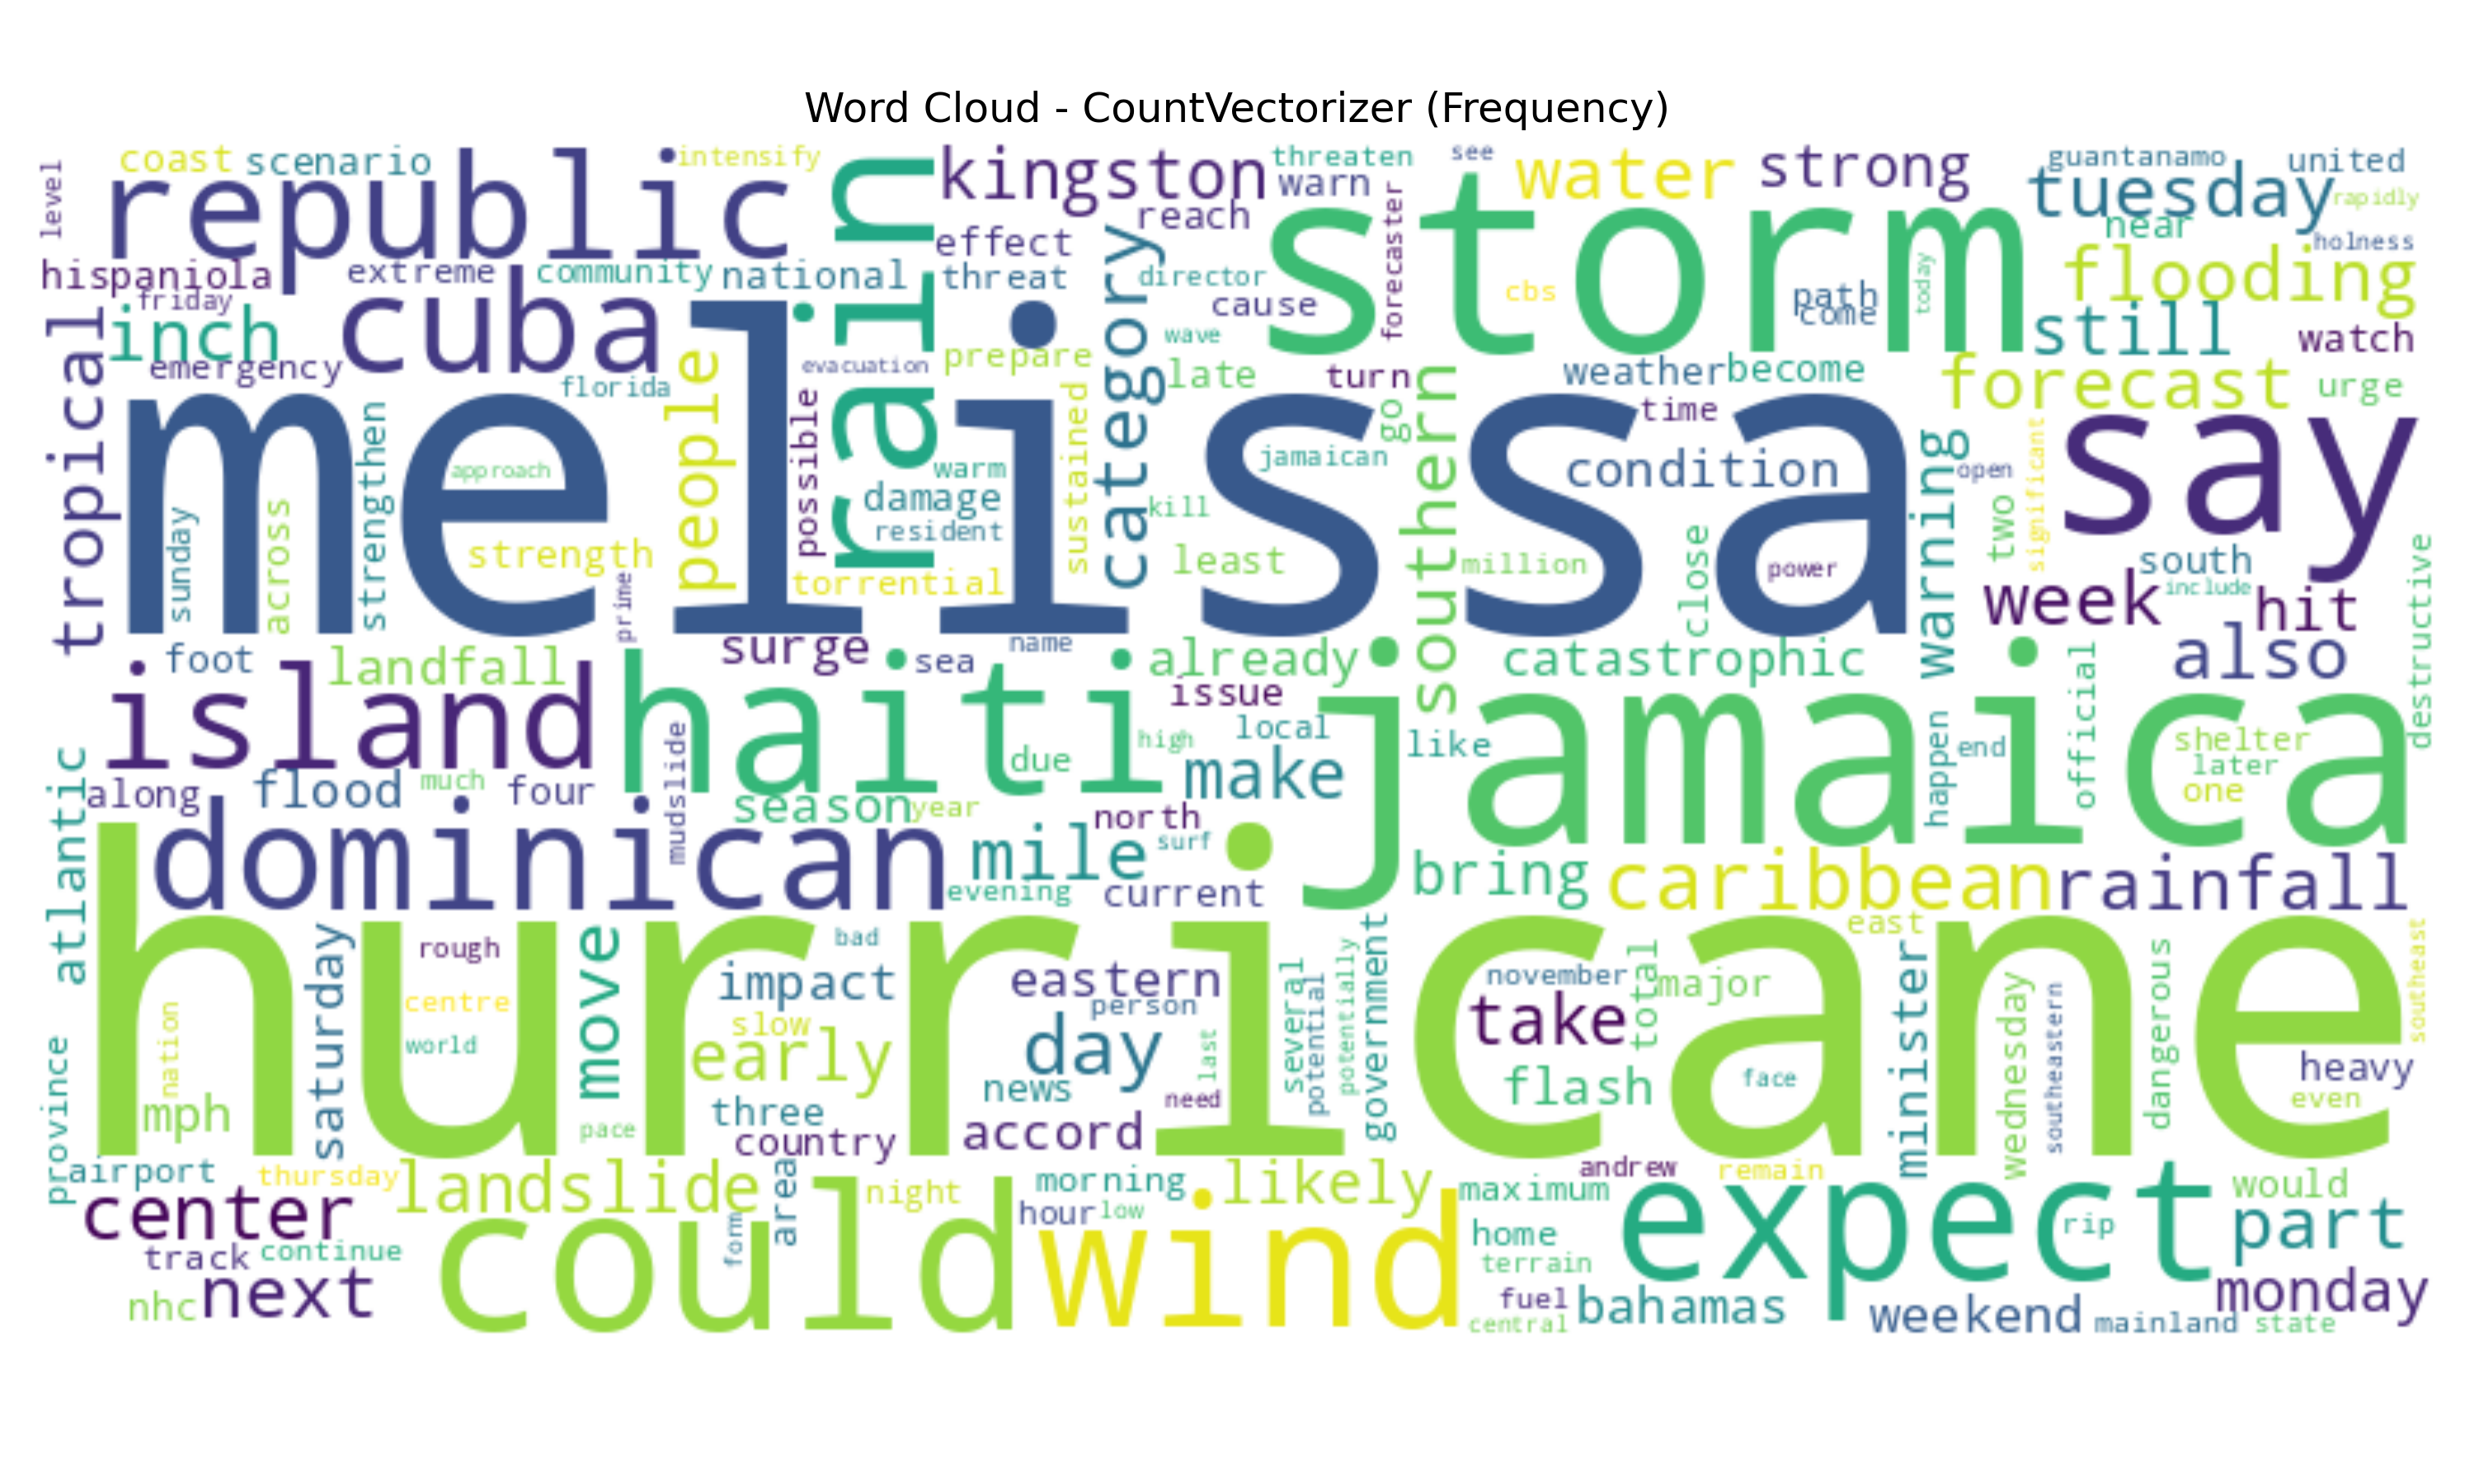 Word Cloud - CountVectorizer (Frequency)
level
coast
scenario
republic
intensify
rain
kingston
threaten
see
water
strong
guantanamo
united
tuesday
rapidly
warn
reach
forecaster
storm
near
holness
hispaniola
extreme
community
national
effect
threat
category
director
cause
cbs
path
come
today
flooding
friday
inch
cuba
tropical
emergency
people
evacuation
prepare
wave
late
turn
weather
become
still
watch
forecast
urge
florida
melissa
strengthen
approach
possible
warm
sustained
jamaican
go
southern
time
condition
warning
open
significant
say
sunday
across
damage
resident
kill
strength
torrential
least
million
close
power
two
south
include
week
hit
destructive
prime
foot
landfall
surge
sea
name
already
catastrophic
official
also
island
haiti
issue
local
jamaica
like
happen
end
shelter
later
one
mudslide
due
high
make
atlantic
along
flood
much
four
season
year
north
dominican
mile
surf
bring
caribbean
rainfall
evening
current
hurricane
saturday
rough
move
bad
impact
eastern
government
november
total
major
east
southeast
centre
person
several
potential
potentially
take
minister
wednesday
southeastern
dangerous
nation
slow
world
early
day
last
heavy
province
mph
news
need
flash
face
even
three
pace
country
accord
airport
thursday
landslide
area
night
morning
likely
andrew
remain
maximum
expect
would
center
hour
low
form
could
wind
home
rip
part
track
continue
terrain
next
nhc
fuel
bahamas
monday
central
weekend
mainland
state